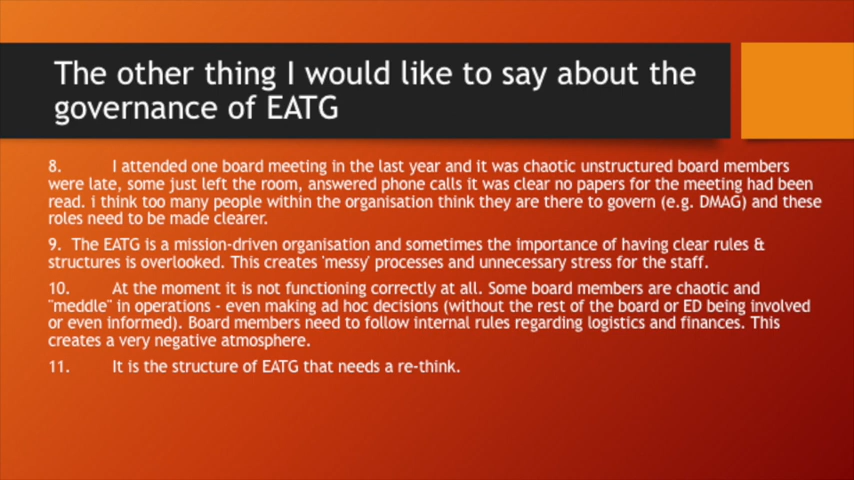 The other thing I would like to say about the
governance of EATG
8. I attended one board meeting in the last year and it was chaotic unstructured board members
were late, some just left the room, answered phone calls it was clear no papers for the meeting had been
read. i think too many people within the organisation think they are there to govern (e.g. DMAG) and these
roles need to be made clearer.
9. The EATG is a mission-driven organisation and sometimes the importance of having clear rules &
structures is overlooked. This creates 'messy' processes and unnecessary stress for the staff.
10. At the moment it is not functioning correctly at all. Some board members are chaotic and
"meddle" in operations - even making ad hoc decisions (without the rest of the board or ED being involved
or even informed). Board members need to follow internal rules regarding logistics and finances. This
creates a very negative atmosphere.
11. It is the structure of EATG that needs a re-think.